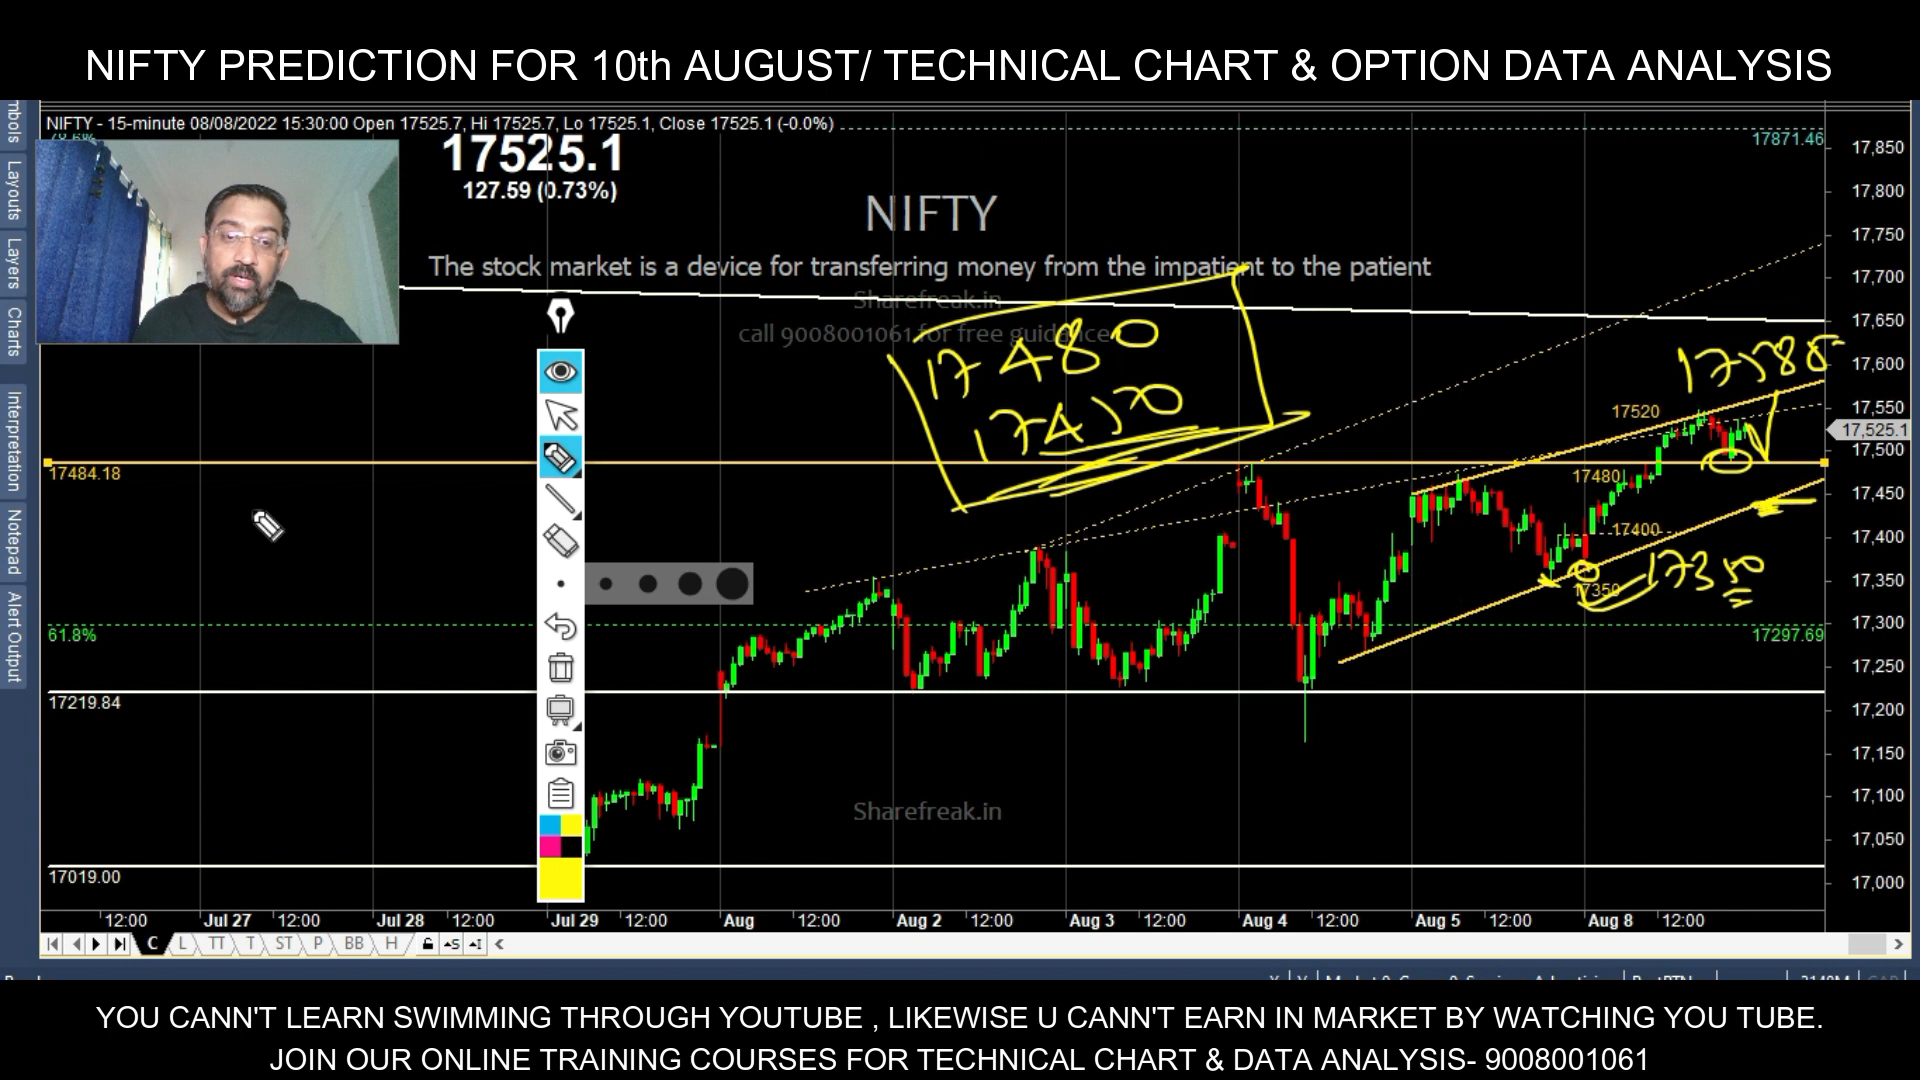 NIFTY PREDICTION FOR 10th AUGUST/ TECHNICAL CHART & OPTION DATA ANALYSIS
NIFTY - 15-minute 08/08/2022 15:30:00 Open 17525.7, Hi 17525.7, Lo 17525.1, Close 17525.1 (-0.0%)
78.6%
17871.46
17525.1
127.59 (0.73%)
NIFTY
The stock market is a device for transferring money from the impatient to the patient
Sharefreak.in
call 9008001061 for free guidance
17480
17585
17520
17484.18
17480
17400
17350
17350
61.8%
17297.69
17219.84
Sharefreak.in
17019.00
17,850
17,800
17,750
17,700
17,650
17,600
17,550
17,525.1
17,500
17,450
17,400
17,350
17,300
17,250
17,200
17,150
17,100
17,050
17,000
Layouts
Layers
Charts
Interpretation
Notepad
Alert Output
12:00 Jul 27 12:00 Jul 28 12:00 Jul 29 12:00 Aug 12:00 Aug 2 12:00 Aug 3 12:00 Aug 4 12:00 Aug 5 12:00 Aug 8 12:00
C L TT T ST P BB H S I
YOU CANN'T LEARN SWIMMING THROUGH YOUTUBE , LIKEWISE U CANN'T EARN IN MARKET BY WATCHING YOU TUBE.
JOIN OUR ONLINE TRAINING COURSES FOR TECHNICAL CHART & DATA ANALYSIS- 9008001061